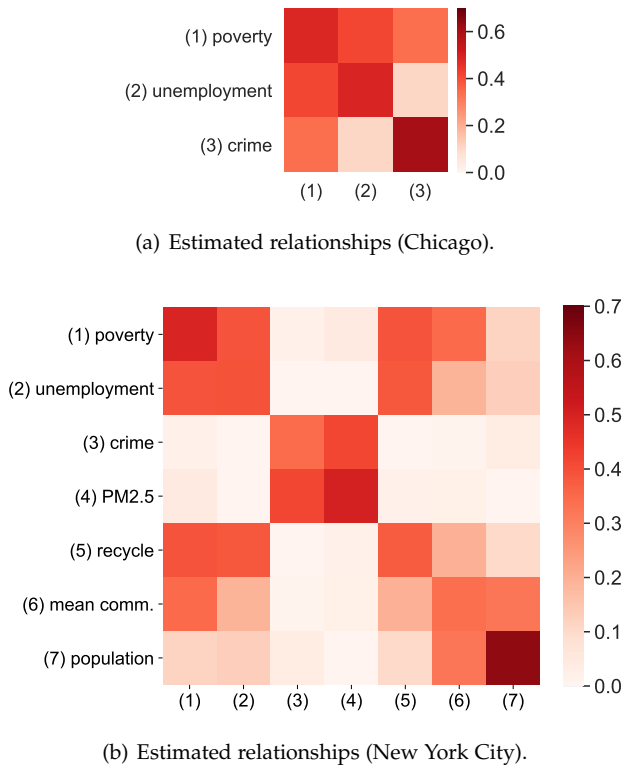 (1) poverty
(2) unemployment
(3) crime
(1) (2) (3)
0.6
0.4
0.2
0.0
(a) Estimated relationships (Chicago).
(1) poverty
(2) unemployment
(3) crime
(4) PM2.5
(5) recycle
(6) mean comm.
(7) population
(1) (2) (3) (4) (5) (6) (7)
0.7
0.6
0.5
0.4
0.3
0.2
0.1
0.0
(b) Estimated relationships (New York City).